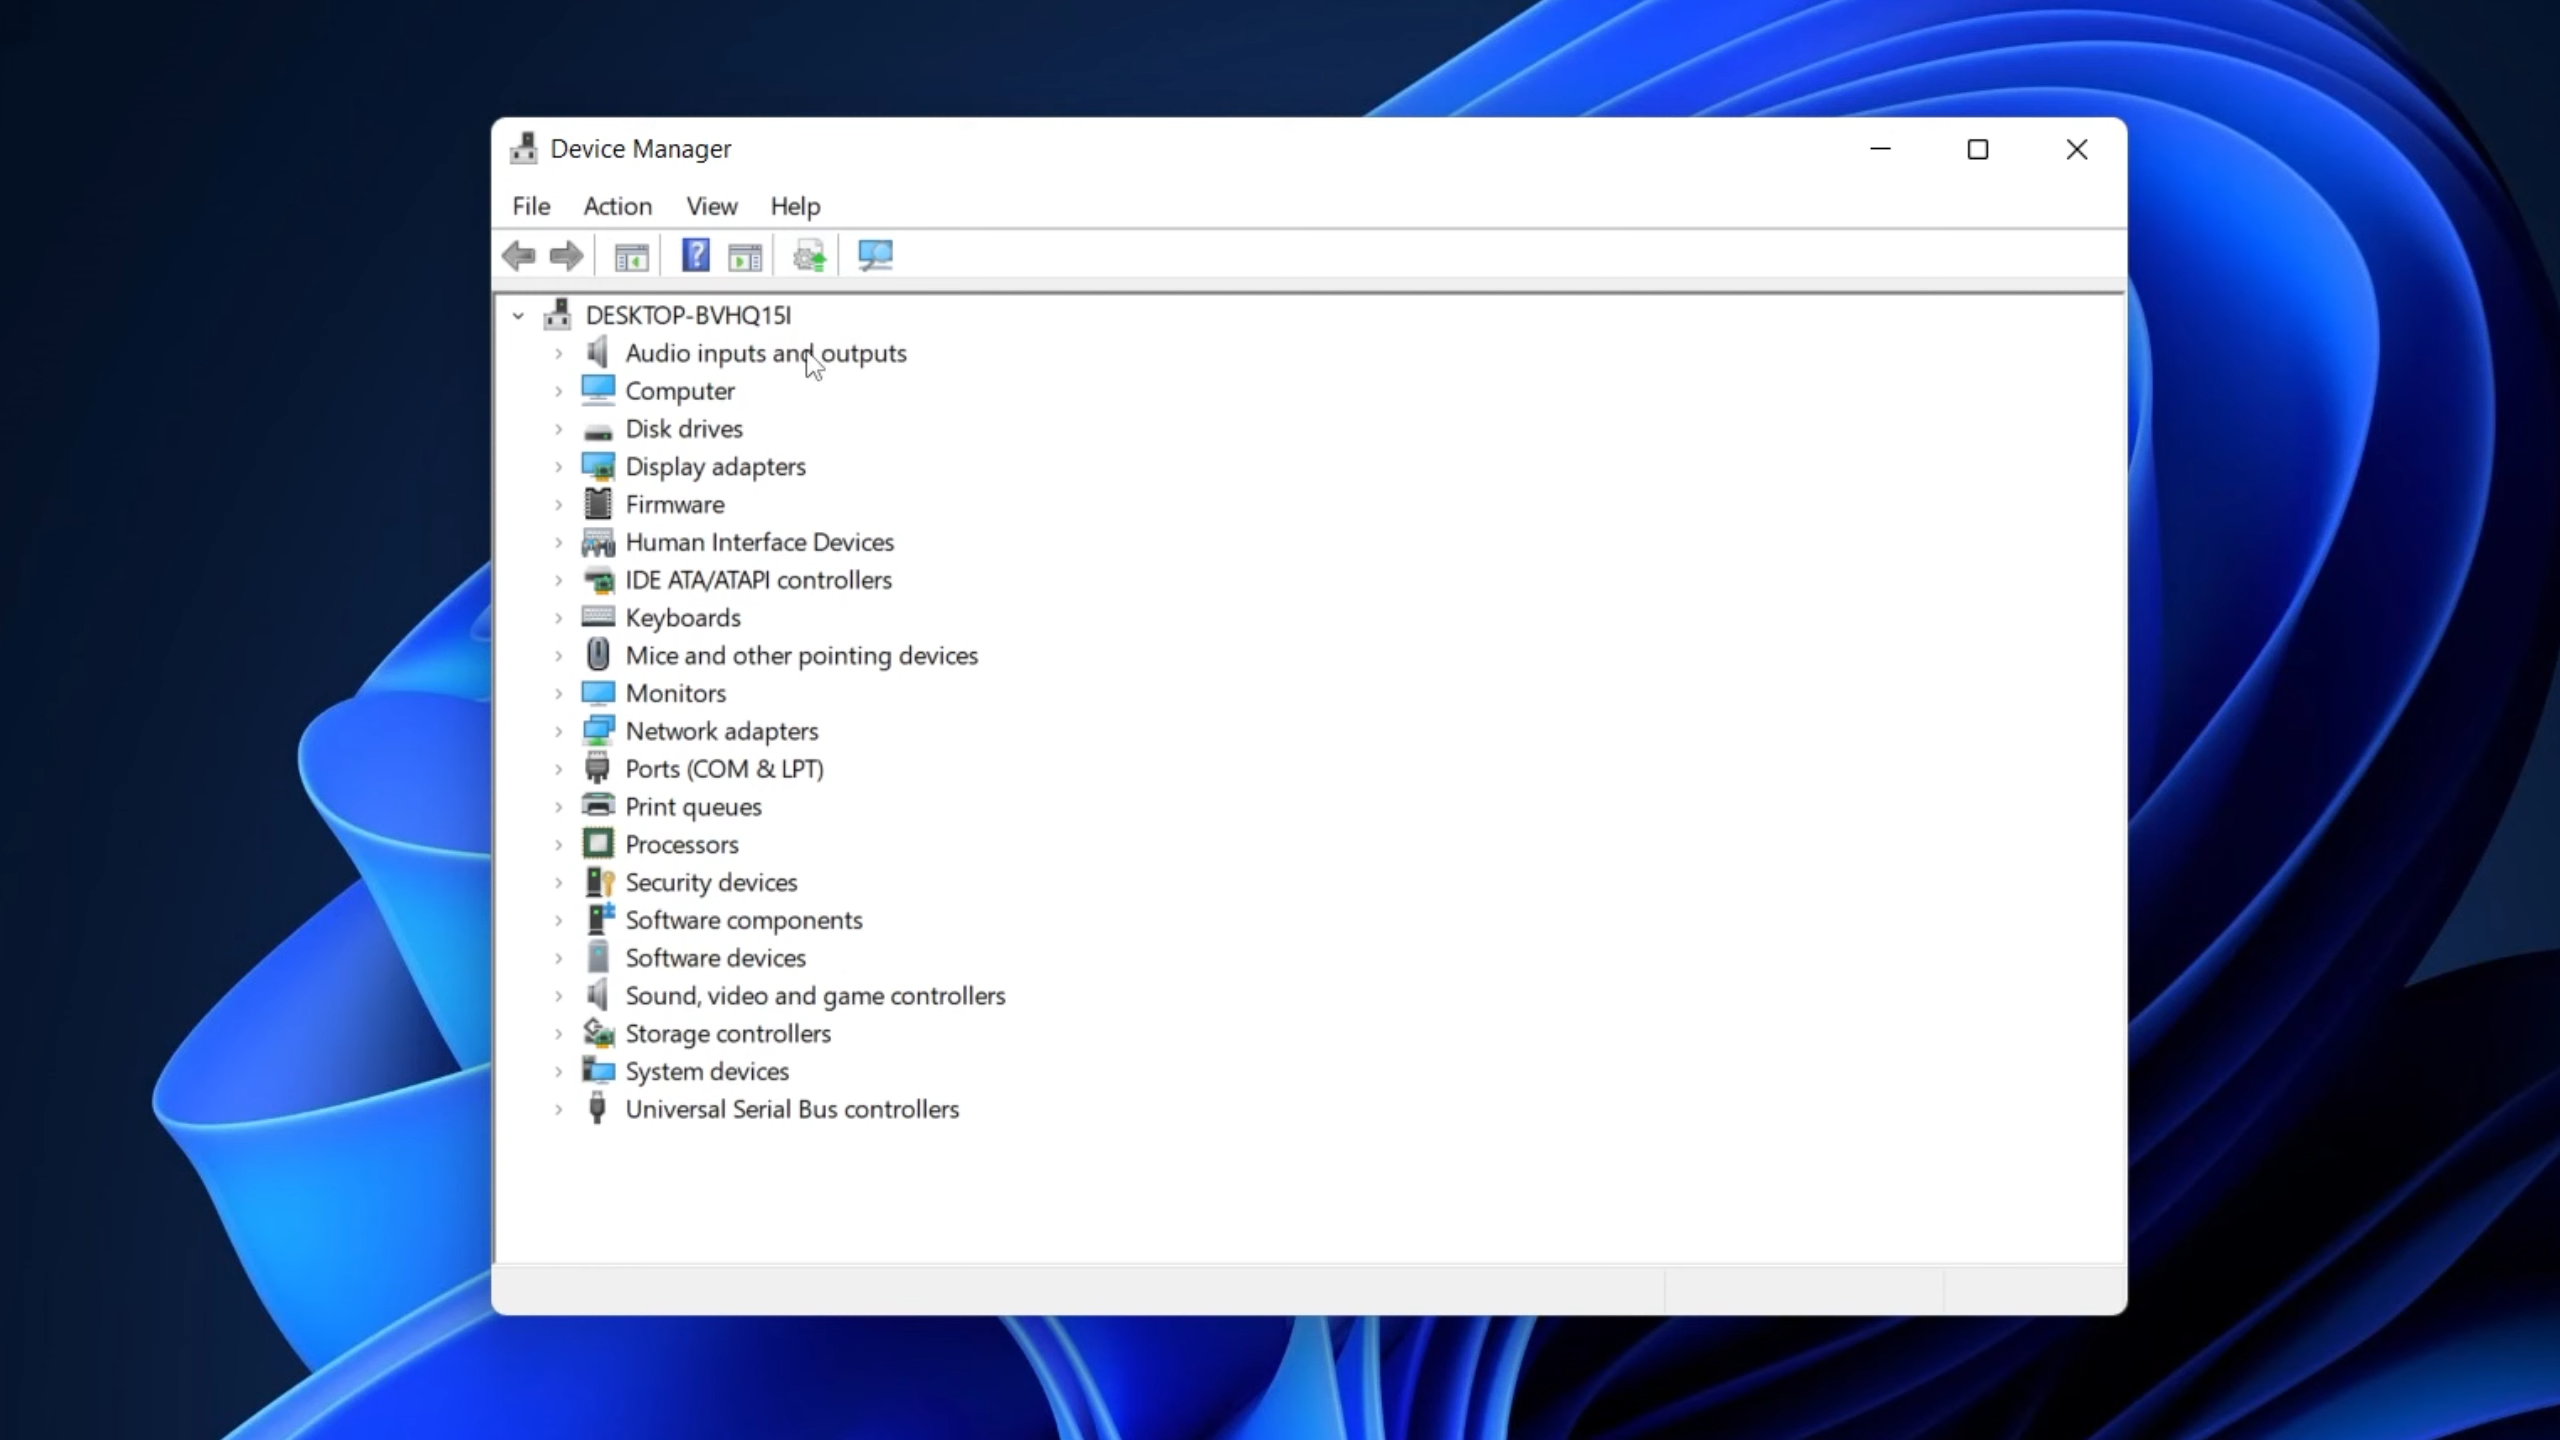 Device Manager
File Action View Help
DESKTOP-BVHQ15I
Audio inputs and outputs
Computer
Disk drives
Display adapters
Firmware
Human Interface Devices
IDE ATA/ATAPI controllers
Keyboards
Mice and other pointing devices
Monitors
Network adapters
Ports (COM & LPT)
Print queues
Processors
Security devices
Software components
Software devices
Sound, video and game controllers
Storage controllers
System devices
Universal Serial Bus controllers